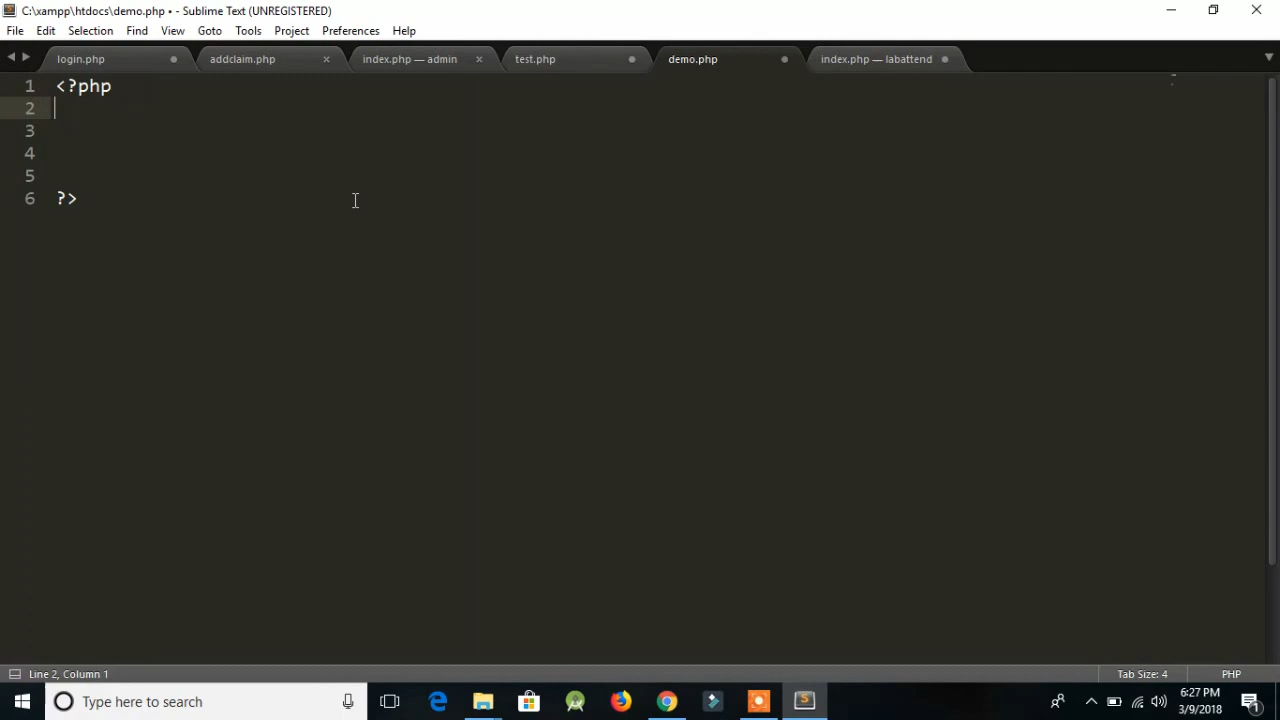 C:\xampp\htdocs\demo.php • - Sublime Text (UNREGISTERED)
File Edit Selection Find View Goto Tools Project Preferences Help
login.php addclaim.php index.php — admin test.php demo.php index.php — labattend
1 <?php
2
3
4
5
6 ?>
Line 2, Column 1 Tab Size: 4 PHP
Type here to search 6:27 PM
3/9/2018 1